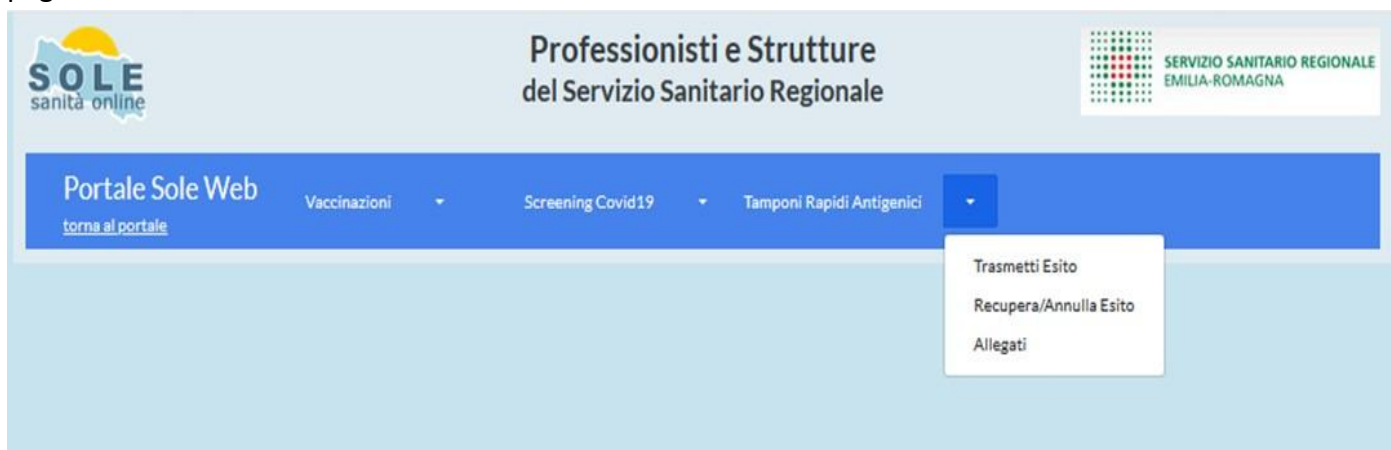 SOLE
sanità online
Professionisti e Strutture
del Servizio Sanitario Regionale
SERVIZIO SANITARIO REGIONALE
EMILIA-ROMAGNA
Portale Sole Web
torna al portale
Vaccinazioni
Screening Covid19
Tamponi Rapidi Antigenici
Trasmetti Esito
Recupera/Annulla Esito
Allegati